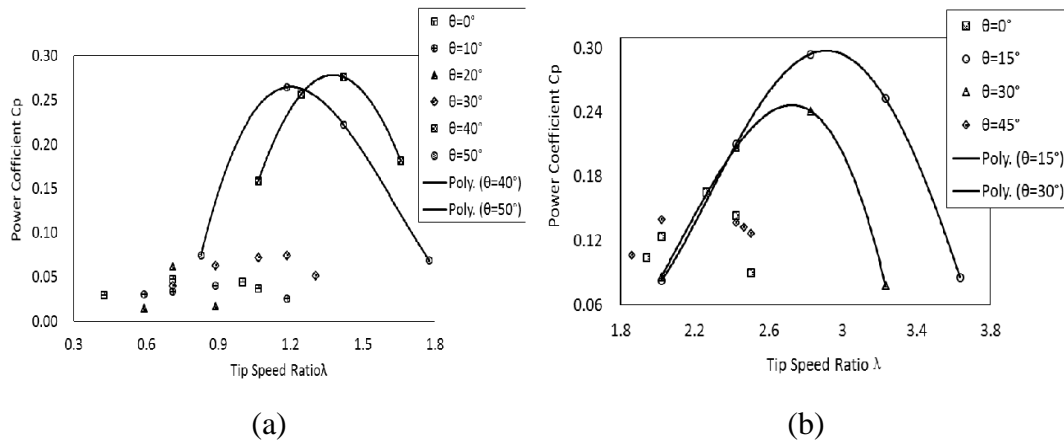 θ=0°
θ=10°
θ=20°
θ=30°
θ=40°
θ=50°
Poly. (θ=40°)
Poly. (θ=50°)
Power Cofficient Cp
0.30
0.25
0.20
0.15
0.10
0.05
0.00
0.3 0.6 0.9 1.2 1.5 1.8
Tip Speed Ratioλ
(a)
θ=0°
θ=15°
θ=30°
θ=45°
Poly. (θ=15°)
Poly. (θ=30°)
Power Coefficient Cp
0.30
0.24
0.18
0.12
0.06
1.8 2.2 2.6 3 3.4 3.8
Tip Speed Ratio λ
(b)